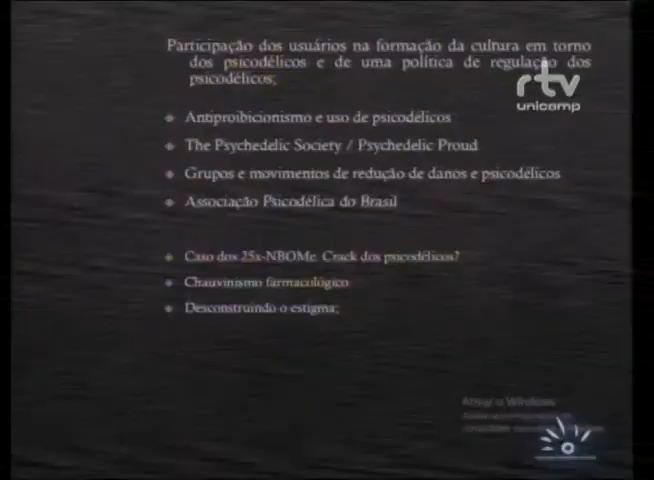 Participação dos usuários na formação da cultura em torno
dos psicodélicos e de uma política de regulação dos
psicodélicos;
rtv
unicamp
Antiproibicionismo e uso de psicodélicos
The Psychedelic Society / Psychedelic Proud
Grupos e movimentos de redução de danos e psicodélicos
Associação Psicodélica do Brasil
Caso dos 25x-NBOMe. Crack dos psicodélicos?
Chauvinismo farmacológico
Desconstruindo o estigma;
Ativar o Windows